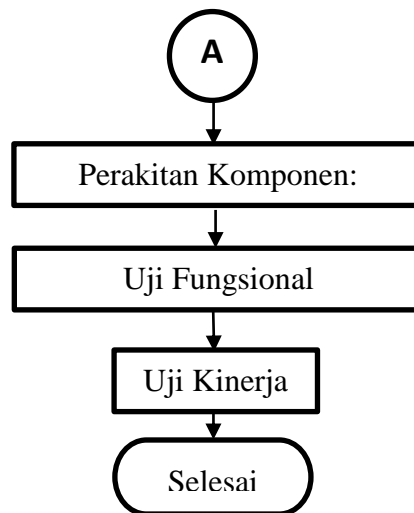 A
Perakitan Komponen:
Uji Fungsional
Uji Kinerja
Selesai